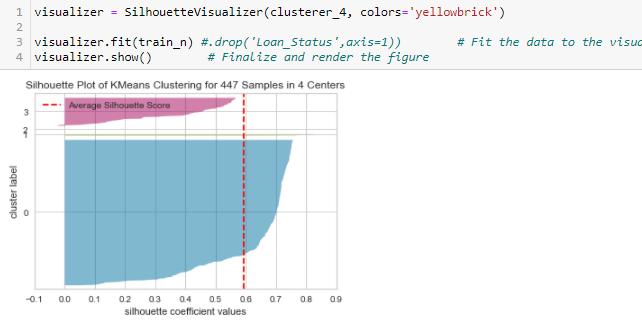 1 visualizer = SilhouetteVisualizer(clusterer_4, colors='yellowbrick')
2
3 visualizer.fit(train_n) #.drop('Loan_Status',axis=1)) # Fit the data to the visu
4 visualizer.show() # Finalize and render the figure
Silhouette Plot of KMeans Clustering for 447 Samples in 4 Centers
Average Silhouette Score
3
2
1
0
cluster label
-0.1 0.0 0.1 0.2 0.3 0.4 0.5 0.6 0.7 0.8 0.9
silhouette coefficient values